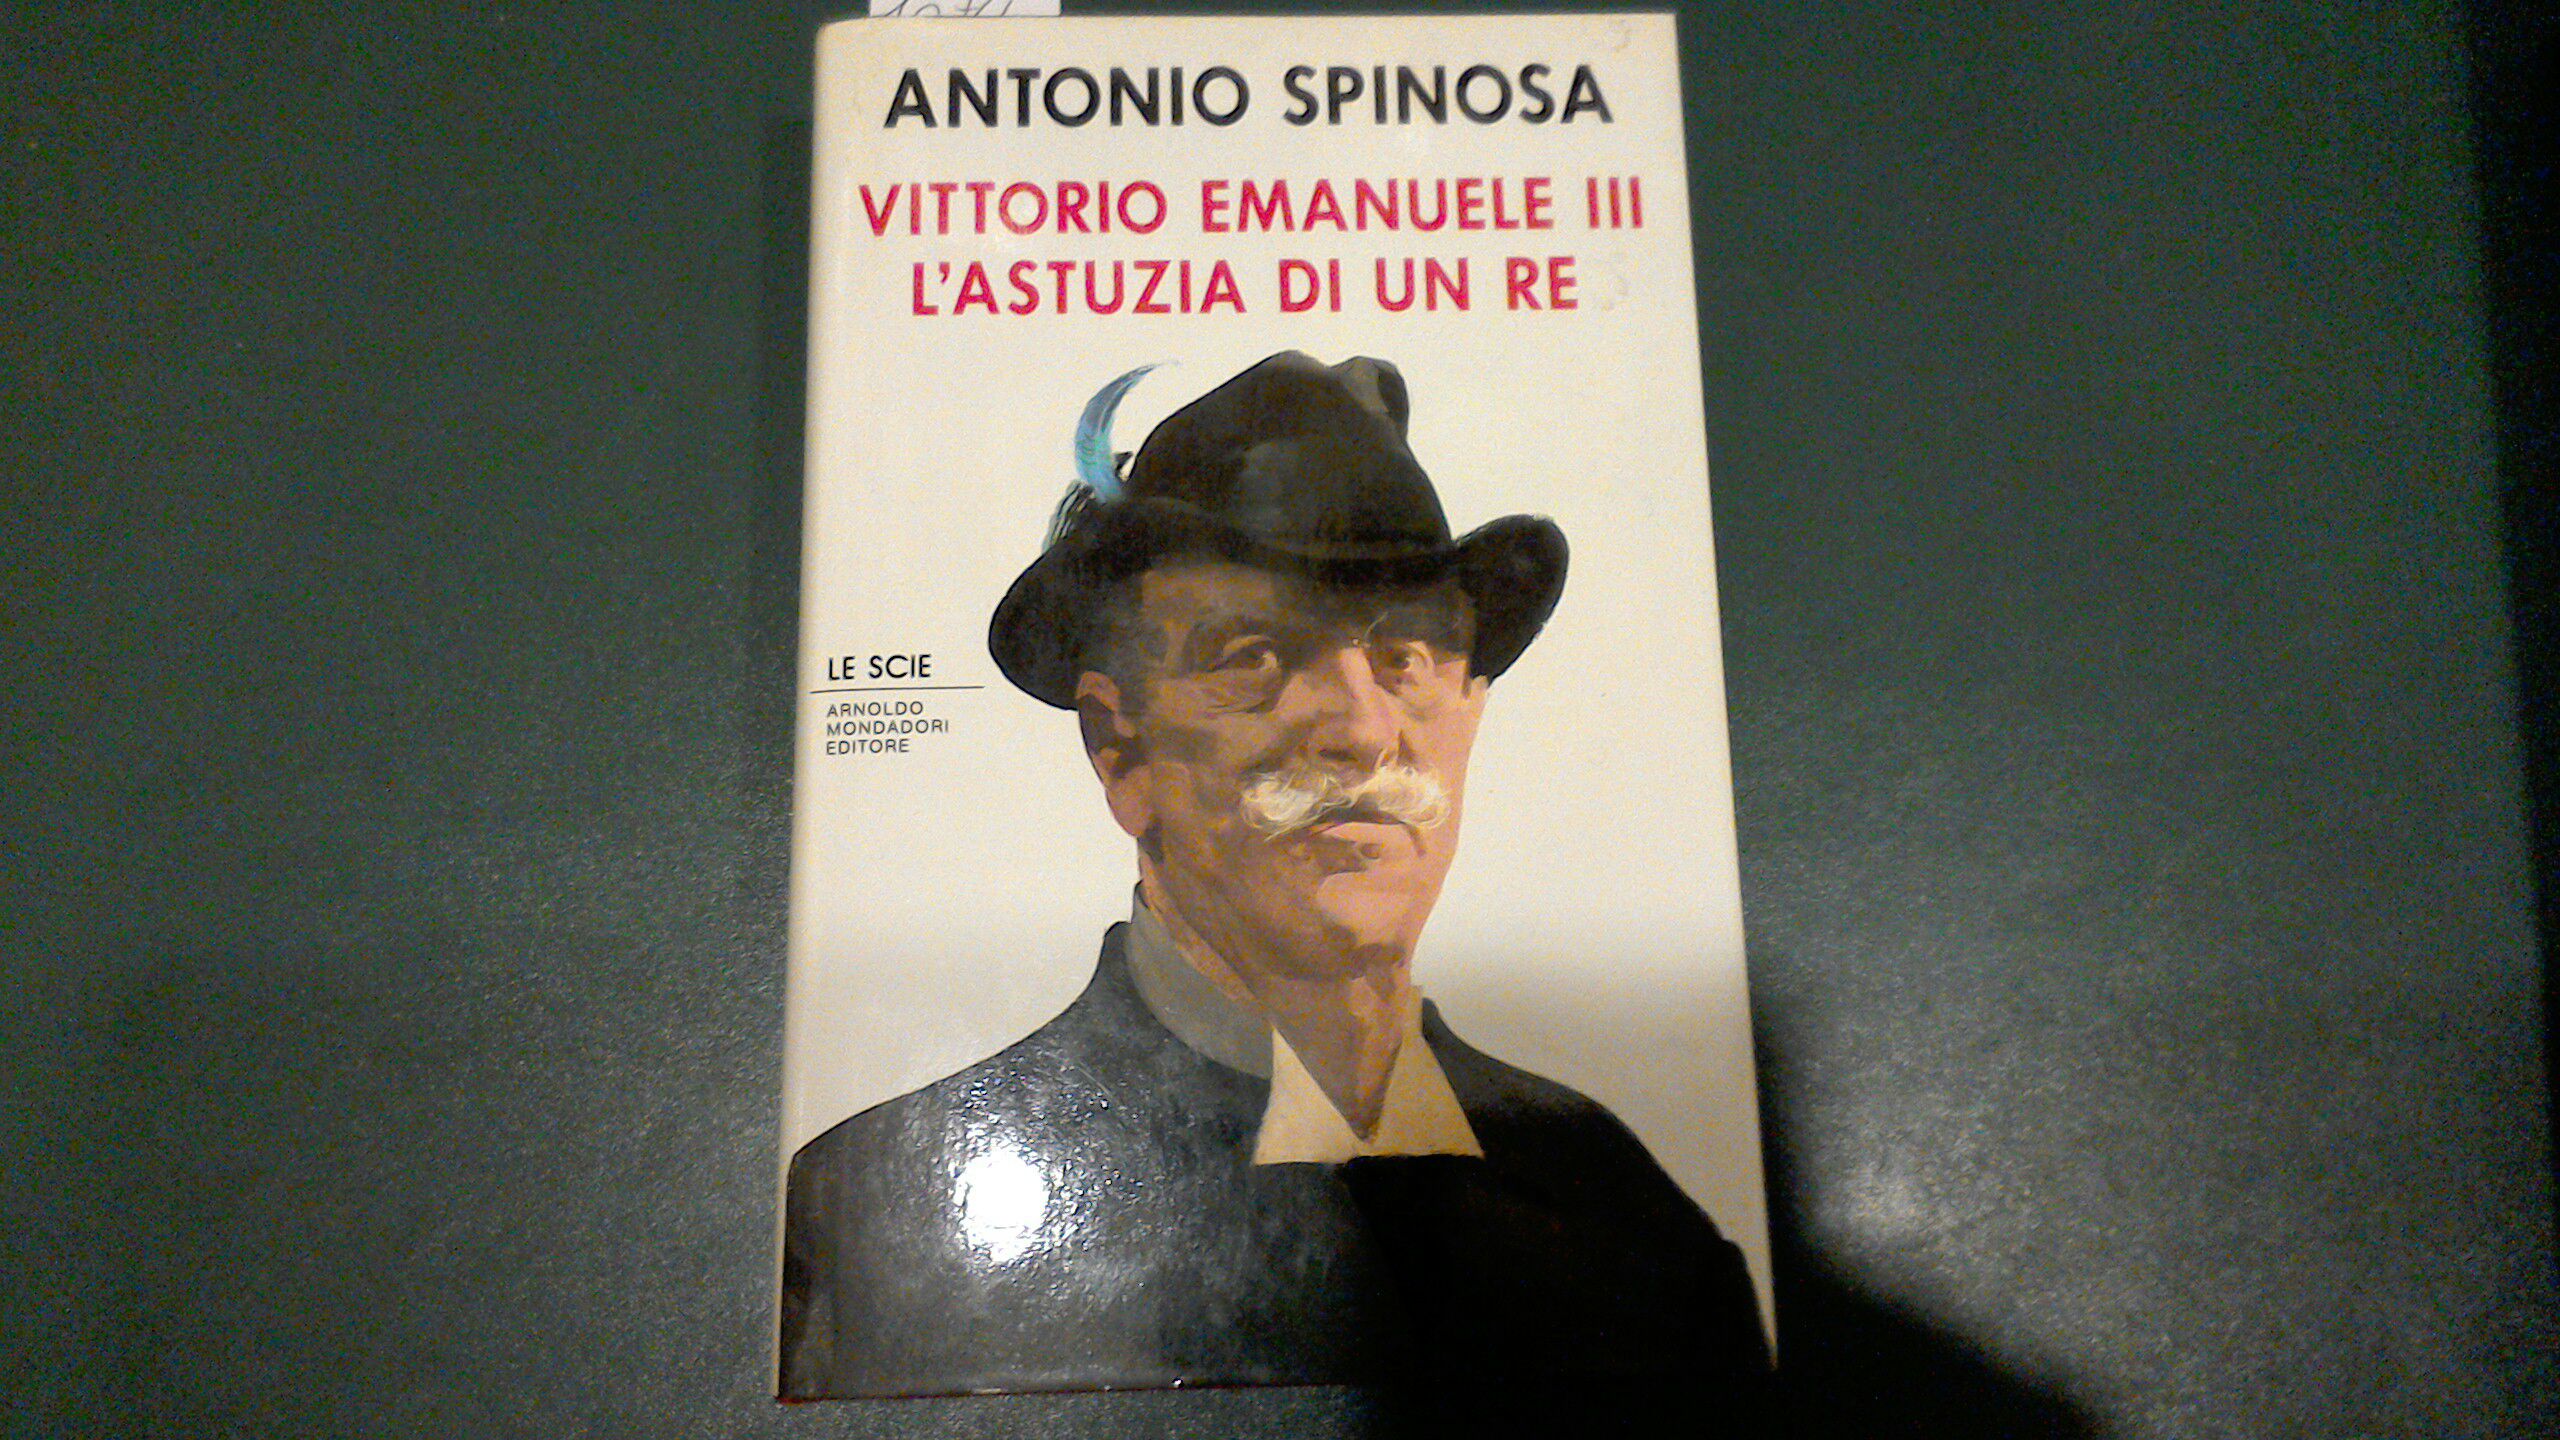 ANTONIO SPINOSA
VITTORIO EMANUELE III
L'ASTUZIA DI UN RE
LE SCIE
ARNOLDO
MONDADORI
EDITORE